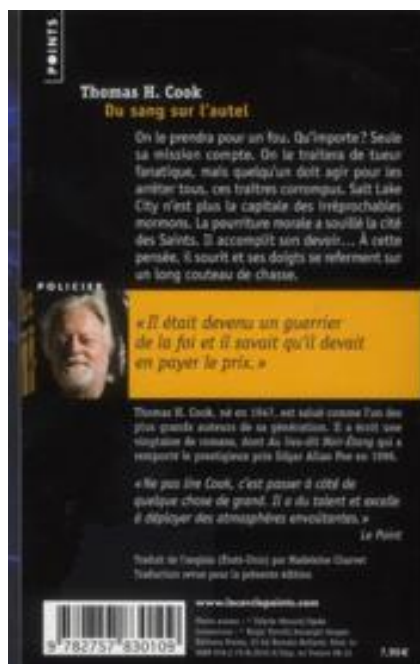 POINTS
Thomas H. Cook
Du sang sur l'autel
On le prendra pour un fou. Qu'importe? Seule
sa mission compte. On le traitera de tueur
fanatique, mais quelqu'un doit agir pour les
arrêter tous, ces traîtres corrompus. Salt Lake
City n'est plus la capitale des irréprochables
mormons. La pourriture morale a souillé la cité
des Saints. Il accomplit son devoir... À cette
pensée, il sourit et ses doigts se referment sur
un long couteau de chasse.
POLICIER
« Il était devenu un guerrier
de la foi et il savait qu'il devait
en payer le prix. »
Thomas H. Cook, né en 1947, est salué comme l'un des
plus grands auteurs de sa génération. Il a écrit une
vingtaine de romans, dont Au lieu-dit Noir-Étang qui a
remporté le prestigieux prix Edgar Allan Poe en 1996.
« Ne pas lire Cook, c'est passer à côté de
quelque chose de grand. Il a du talent et excelle
à déployer des atmosphères envoûtantes. »
Le Point
Traduit de l'anglais (États-Unis) par Madeleine Charvet
Traduction revue pour la présente édition
www.lecerclepoints.com
9 782757 830109
7,95€